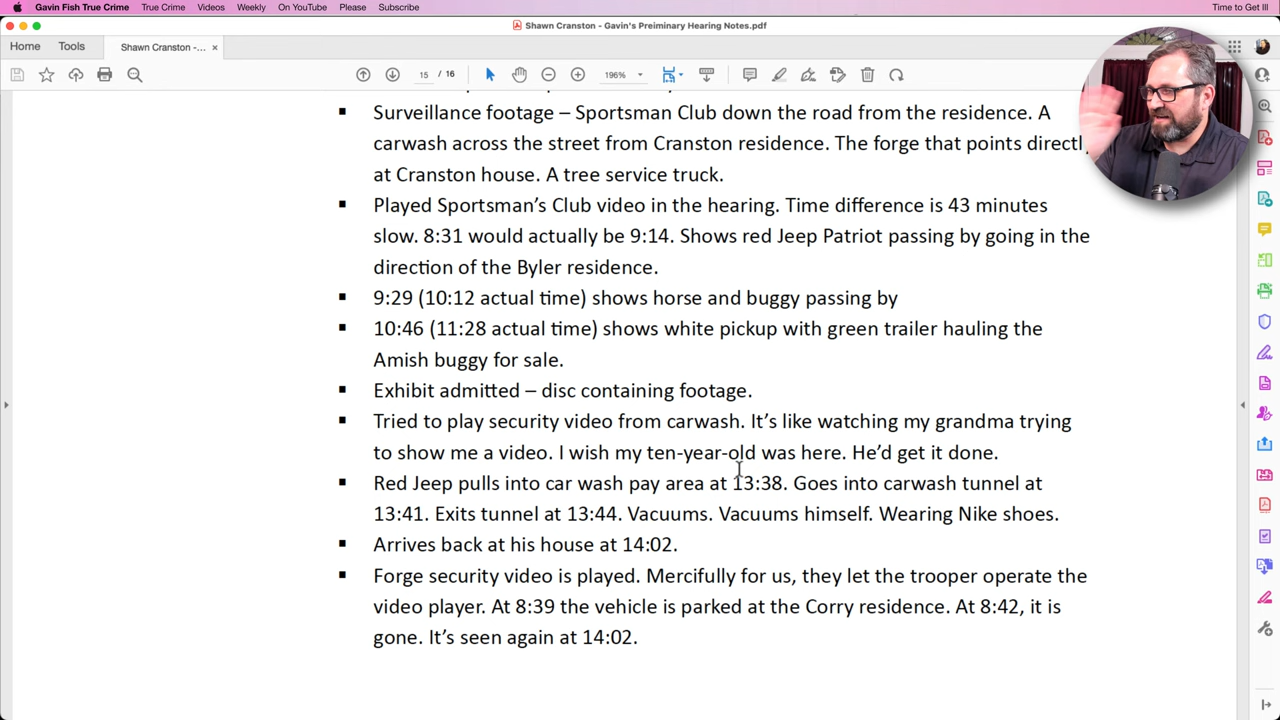 Gavin Fish True Crime True Crime Videos Weekly On YouTube Please Subscribe Time to Get Ill
Shawn Cranston - Gavin's Preiminary Hearing Notes.pdf
Home Tools Shawn Cranston -... ×
15 / 16 196%
▪ Surveillance footage – Sportsman Club down the road from the residence. A
carwash across the street from Cranston residence. The forge that points directly
at Cranston house. A tree service truck.
▪ Played Sportsman's Club video in the hearing. Time difference is 43 minutes
slow. 8:31 would actually be 9:14. Shows red Jeep Patriot passing by going in the
direction of the Byler residence.
▪ 9:29 (10:12 actual time) shows horse and buggy passing by
▪ 10:46 (11:28 actual time) shows white pickup with green trailer hauling the
Amish buggy for sale.
▪ Exhibit admitted – disc containing footage.
▪ Tried to play security video from carwash. It's like watching my grandma trying
to show me a video. I wish my ten-year-old was here. He'd get it done.
▪ Red Jeep pulls into car wash pay area at 13:38. Goes into carwash tunnel at
13:41. Exits tunnel at 13:44. Vacuums. Vacuums himself. Wearing Nike shoes.
▪ Arrives back at his house at 14:02.
▪ Forge security video is played. Mercifully for us, they let the trooper operate the
video player. At 8:39 the vehicle is parked at the Corry residence. At 8:42, it is
gone. It's seen again at 14:02.